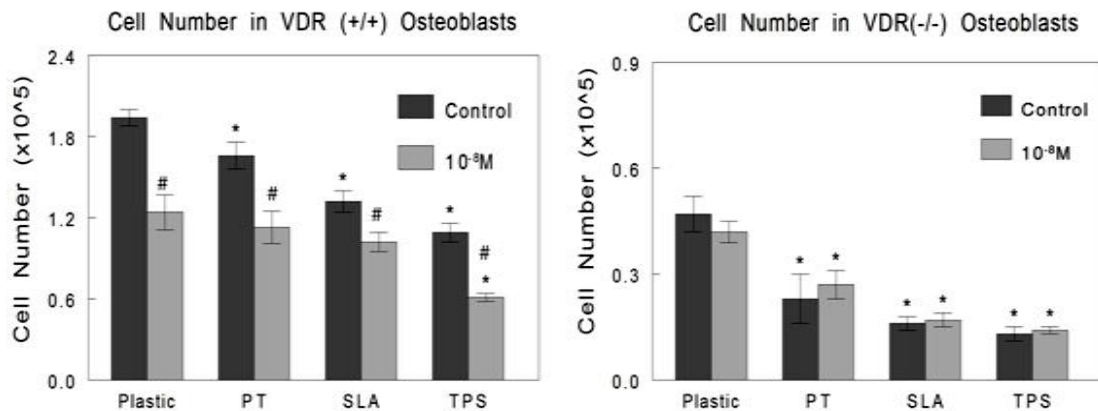 Cell Number in VDR (+/+) Osteoblasts
Cell Number (x10^5)
2.4
1.8
1.2
0.6
0.0
Control
10⁻⁸M
#
*
#
*
#
*
#
*
Plastic PT SLA TPS
Cell Number in VDR(-/-) Osteoblasts
Cell Number (x10^5)
0.9
0.6
0.3
0.0
Control
10⁻⁸M
* *
* *
* *
Plastic PT SLA TPS